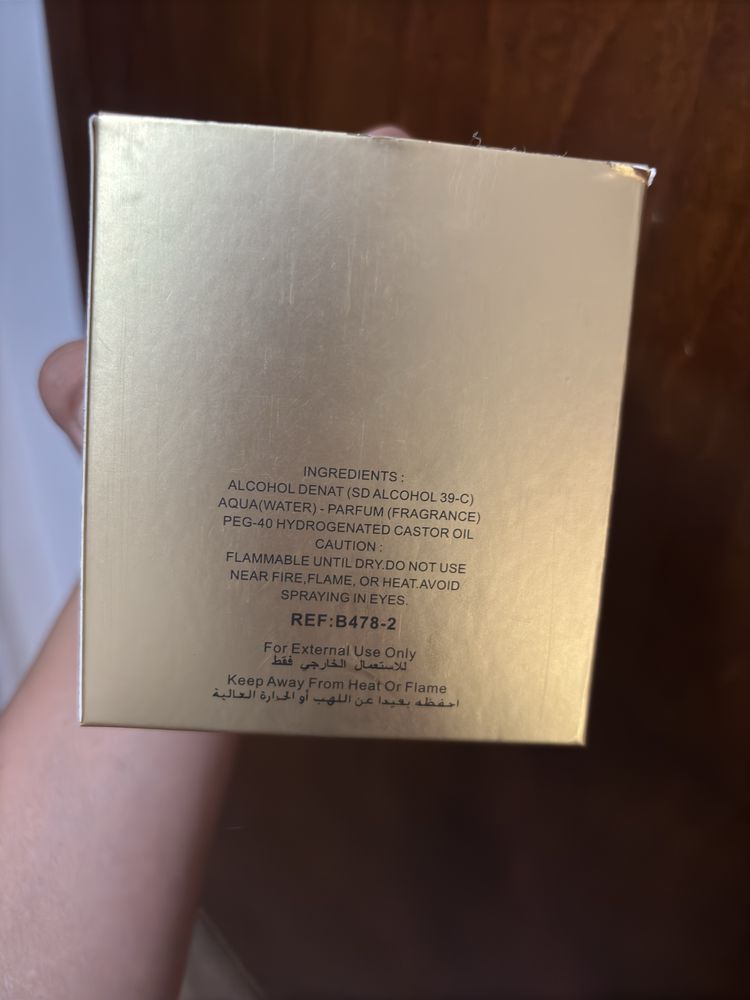 INGREDIENTS :
ALCOHOL DENAT (SD ALCOHOL 39-C)
AQUA(WATER) - PARFUM (FRAGRANCE)
PEG-40 HYDROGENATED CASTOR OIL
CAUTION :
FLAMMABLE UNTIL DRY.DO NOT USE
NEAR FIRE,FLAME, OR HEAT.AVOID
SPRAYING IN EYES.
REF:B478-2
For External Use Only
للاستعمال الخارجي فقط
Keep Away From Heat Or Flame
احفظه بعيدا عن اللهب أو الحرارة العالية